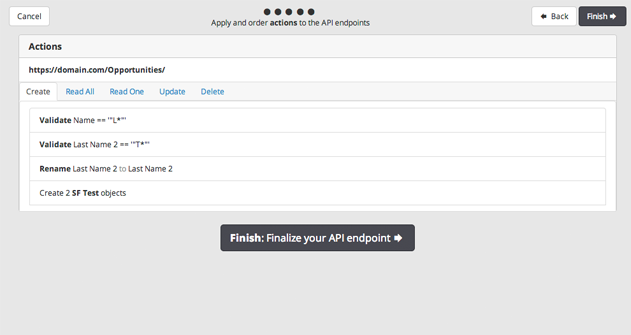 Cancel
Back
Finish
Apply and order actions to the API endpoints
Actions
https://domain.com/Opportunities/
Create Read All Read One Update Delete
Validate Name == '"L*"'
Validate Last Name 2 == '"T*"'
Rename Last Name 2 to Last Name 2
Create 2 SF Test objects
Finish: Finalize your API endpoint